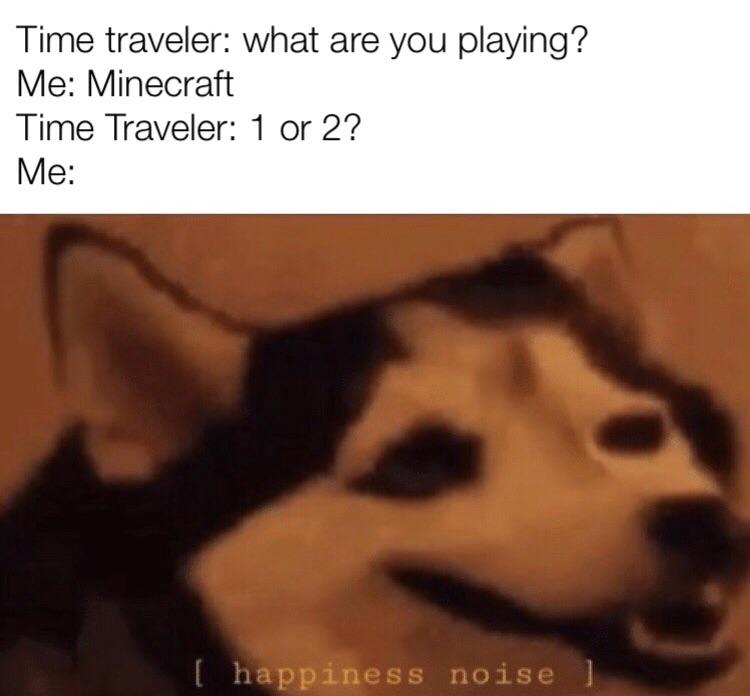 Time traveler: what are you playing?
Me: Minecraft
Time Traveler: 1 or 2?
Me:
[ happiness noise ]